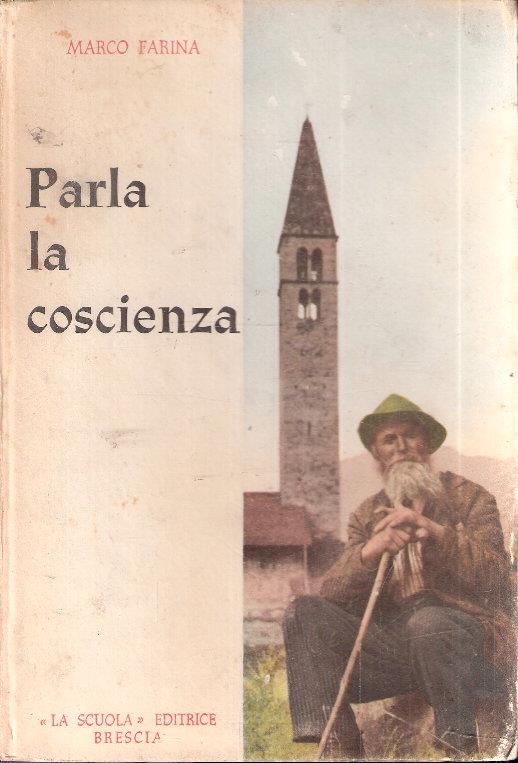 MARCO FARINA
Parla
la
coscienza
«LA SCUOLA» EDITRICE
BRESCIA